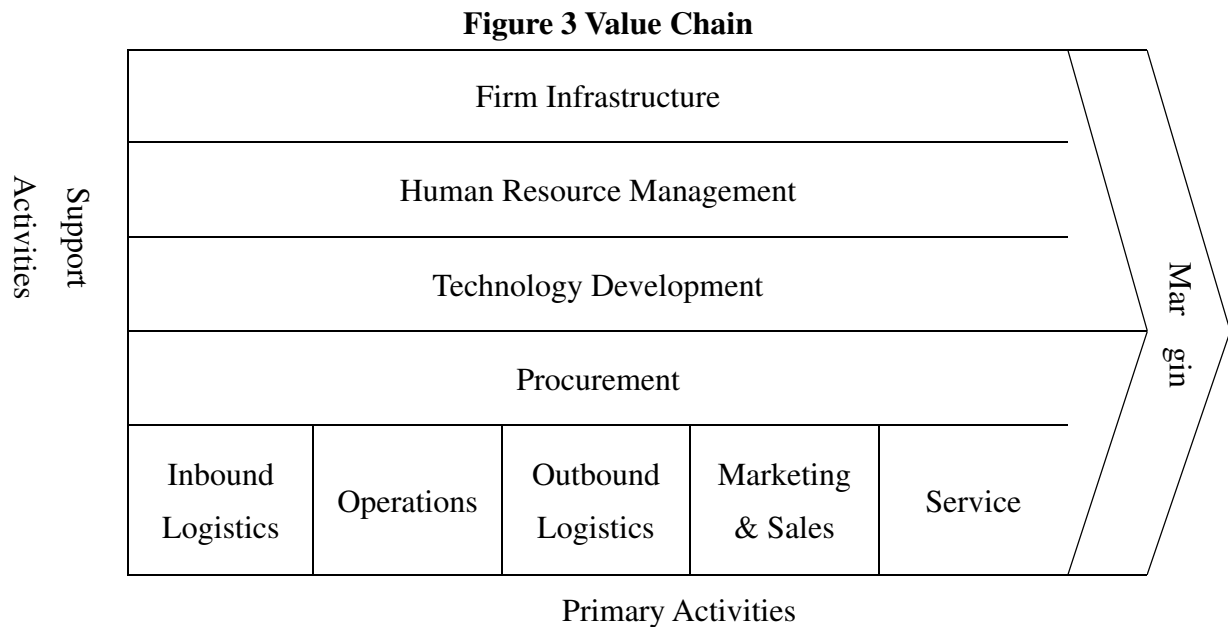 Figure 3 Value Chain
Firm Infrastructure
Human Resource Management
Technology Development
Procurement
Support
Activities
Mar
gin
Inbound
Logistics
Operations
Outbound
Logistics
Marketing
& Sales
Service
Primary Activities